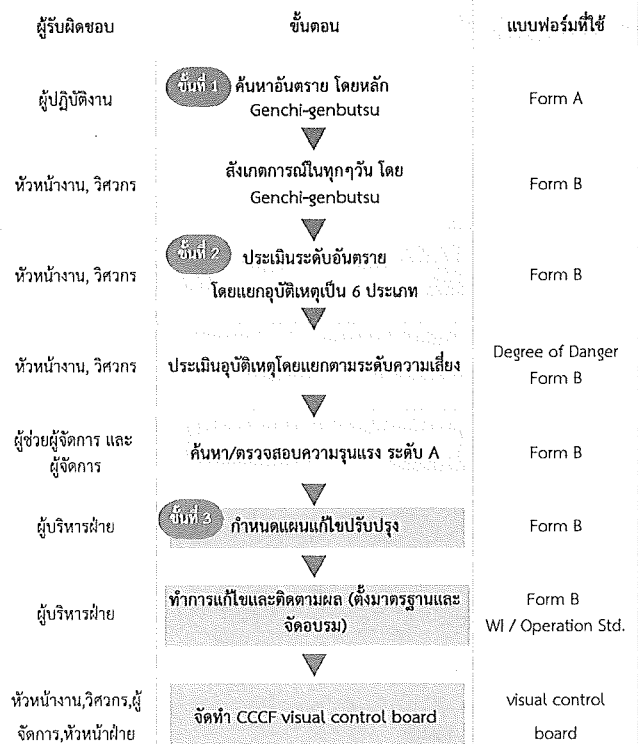 ผู้รับผิดชอบ ขั้นตอน แบบฟอร์มที่ใช้
ขั้นที่ 1 ค้นหาอันตราย โดยหลัก
ผู้ปฏิบัติงาน Genchi-genbutsu Form A
สังเกตการณ์ในทุกๆวัน โดย
หัวหน้างาน, วิศวกร Genchi-genbutsu Form B
ขั้นที่ 2 ประเมินระดับอันตราย
หัวหน้างาน, วิศวกร Form B
โดยแยกอุบัติเหตุเป็น 6 ประเภท
หัวหน้างาน, วิศวกร ประเมินอุบัติเหตุโดยแยกตามระดับความเสี่ยง Degree of Danger
Form B
ผู้ช่วยผู้จัดการ และ
ผู้จัดการ ค้นหา/ตรวจสอบความรุนแรง ระดับ A Form B
ผู้บริหารฝ่าย ขั้นที่ 3 กำหนดแผนแก้ไขปรับปรุง Form B
ผู้บริหารฝ่าย ทำการแก้ไขและติดตามผล (ตั้งมาตรฐานและ Form B
จัดอบรม) WI / Operation Std.
หัวหน้างาน,วิศวกร,ผู้ จัดทำ CCCF visual control board visual control
จัดการ,หัวหน้าฝ่าย board